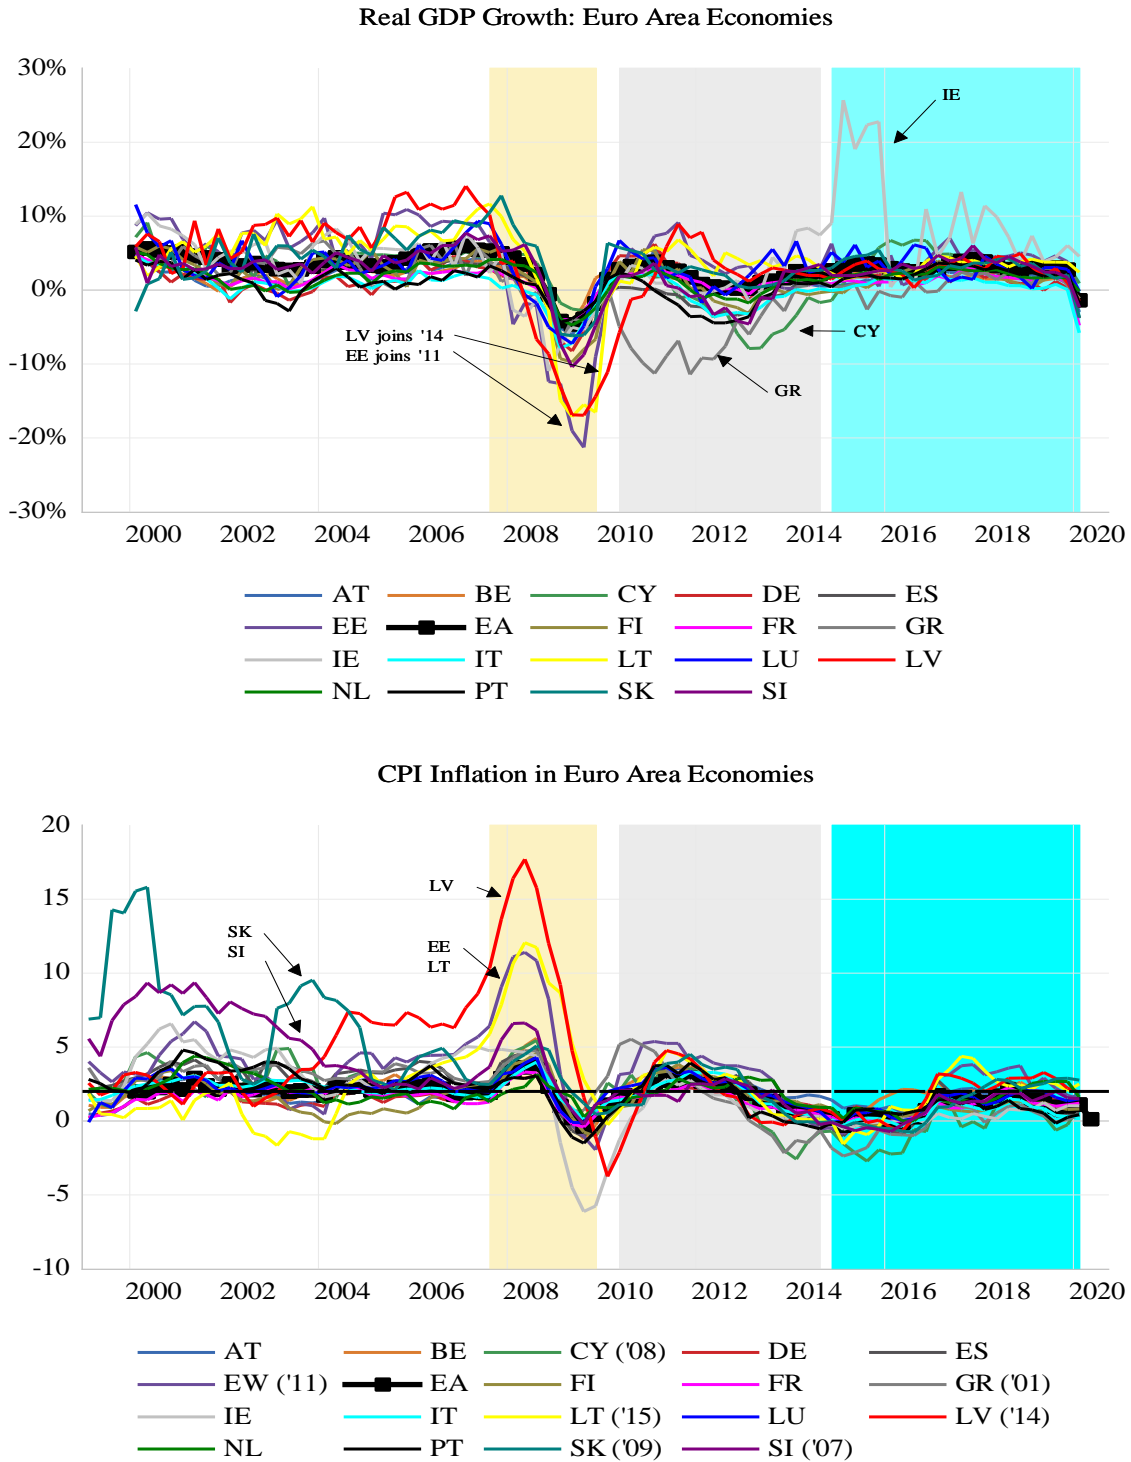 Real GDP Growth: Euro Area Economies
30%
20%
10%
0%
-10%
-20%
-30%
IE
LV joins '14
EE joins '11
CY
GR
2000 2002 2004 2006 2008 2010 2012 2014 2016 2018 2020
AT BE CY DE ES
EE EA FI FR GR
IE IT LT LU LV
NL PT SK SI
CPI Inflation in Euro Area Economies
20
15
10
5
0
-5
-10
LV
SK
SI
EE
LT
2000 2002 2004 2006 2008 2010 2012 2014 2016 2018 2020
AT BE CY ('08) DE ES
EW ('11) EA FI FR GR ('01)
IE IT LT ('15) LU LV ('14)
NL PT SK ('09) SI ('07)